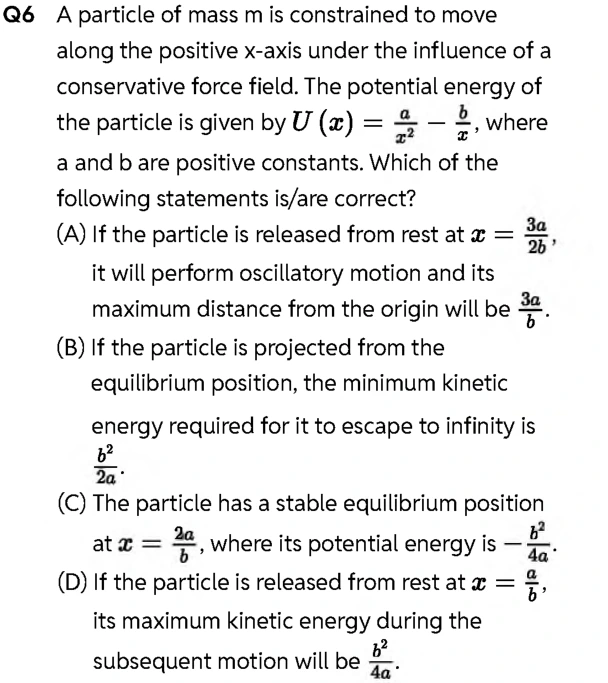 Q6 A particle of mass m is constrained to move
along the positive x-axis under the influence of a
conservative force field. The potential energy of
the particle is given by U (x) = a/x² − b/x, where
a and b are positive constants. Which of the
following statements is/are correct?
(A) If the particle is released from rest at x = 3a/2b,
it will perform oscillatory motion and its
maximum distance from the origin will be 3a/b.
(B) If the particle is projected from the
equilibrium position, the minimum kinetic
energy required for it to escape to infinity is
b²/2a.
(C) The particle has a stable equilibrium position
at x = 2a/b, where its potential energy is − b²/4a.
(D) If the particle is released from rest at x = a/b,
its maximum kinetic energy during the
subsequent motion will be b²/4a.